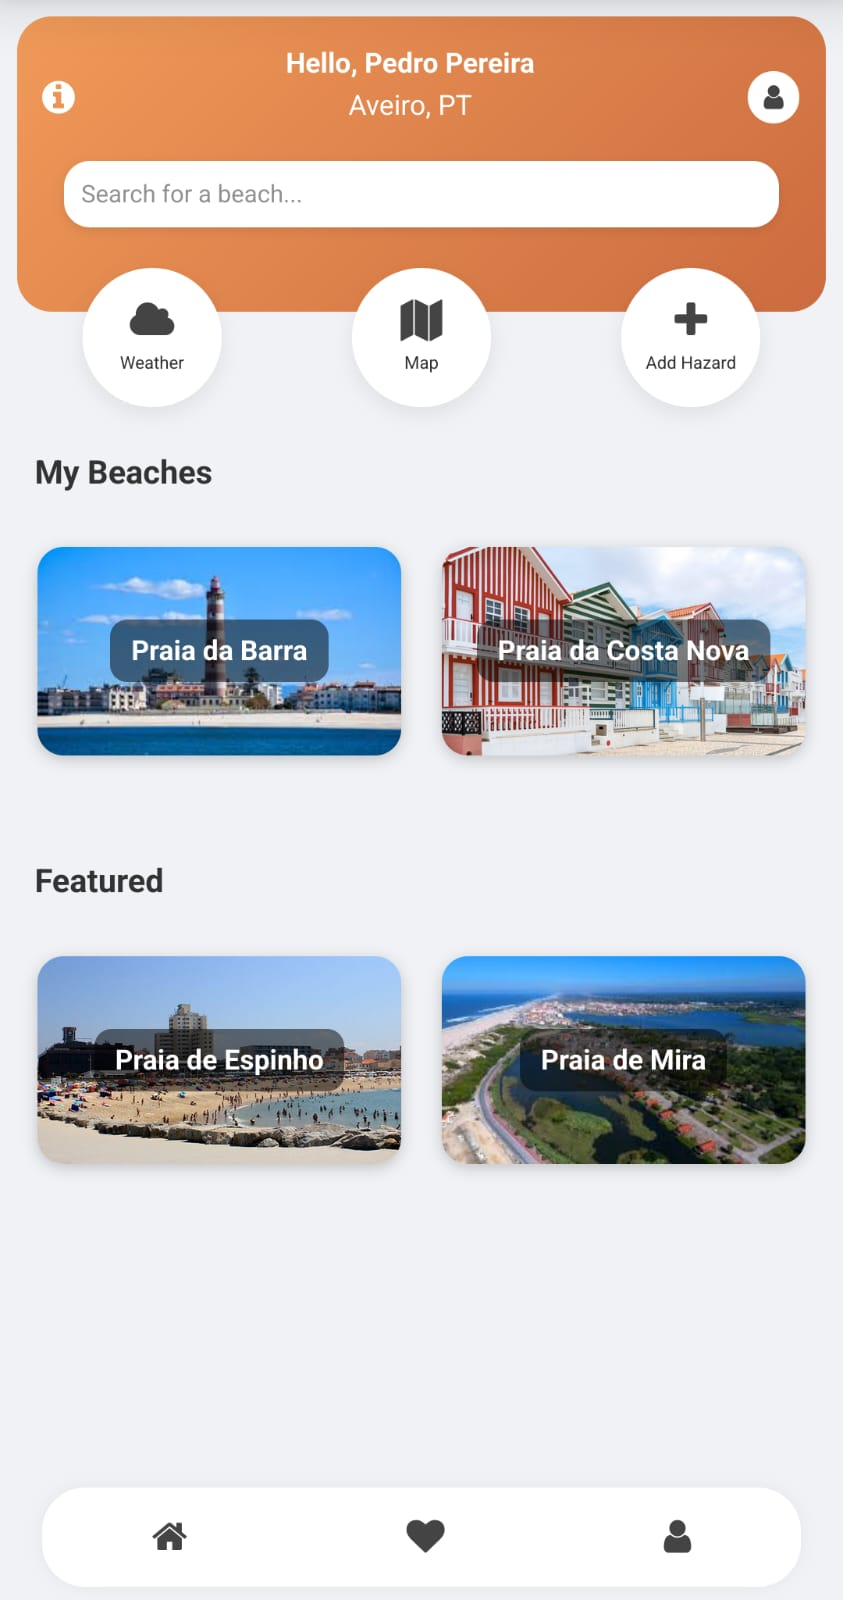 Hello, Pedro Pereira
Aveiro, PT
Search for a beach...
Weather
Map
Add Hazard
My Beaches
Praia da Barra
Praia da Costa Nova
Featured
Praia de Espinho
Praia de Mira